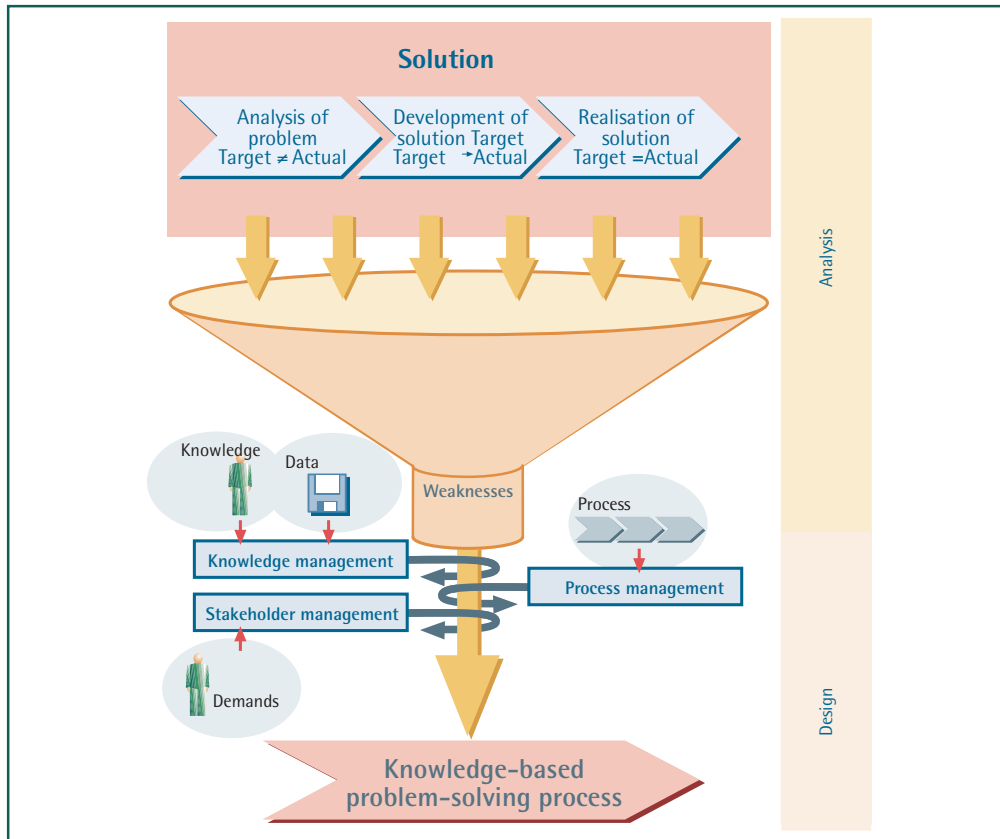 Solution
Analysis of
problem
Target ≠ Actual
Development of
solution Target
Target ➝Actual
Realisation of
solution
Target =Actual
Analysis
Knowledge
Data
Weaknesses
Process
Knowledge management
Process management
Stakeholder management
Demands
Design
Knowledge-based
problem-solving process